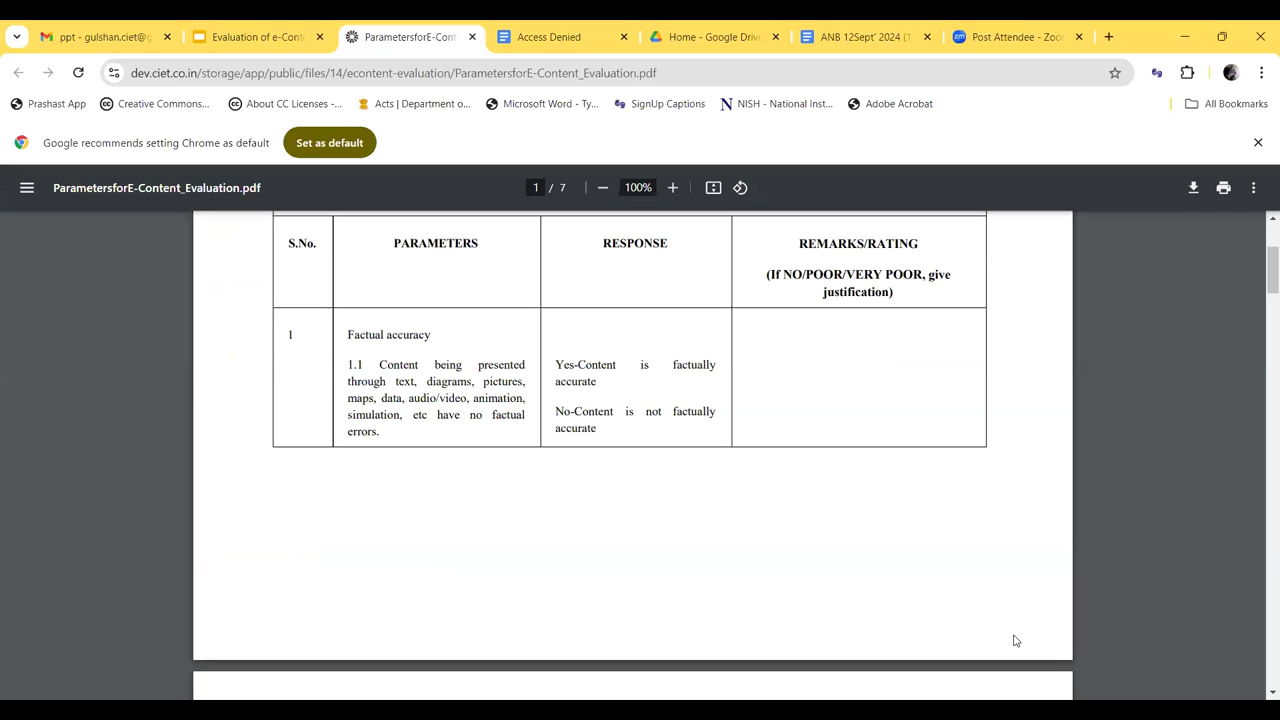 ppt - gulshan.ciet@g
Evaluation of e-Conte
ParametersforE-Conte
Access Denied
Home - Google Drive
ANB 12Sept' 2024 (1
Post Attendee - Zoom
dev.ciet.co.in/storage/app/public/files/14/econtent-evaluation/ParametersforE-Content_Evaluation.pdf
Prashast App
Creative Commons...
About CC Licenses -...
Acts | Department o...
Microsoft Word - Ty...
SignUp Captions
NISH - National Inst...
Adobe Acrobat
All Bookmarks
Google recommends setting Chrome as default
Set as default
ParametersforE-Content_Evaluation.pdf
1 / 7
100%
S.No.
PARAMETERS
RESPONSE
REMARKS/RATING
(If NO/POOR/VERY POOR, give
justification)
1
Factual accuracy
1.1 Content being presented
through text, diagrams, pictures,
maps, data, audio/video, animation,
simulation, etc have no factual
errors.
Yes-Content is factually
accurate
No-Content is not factually
accurate